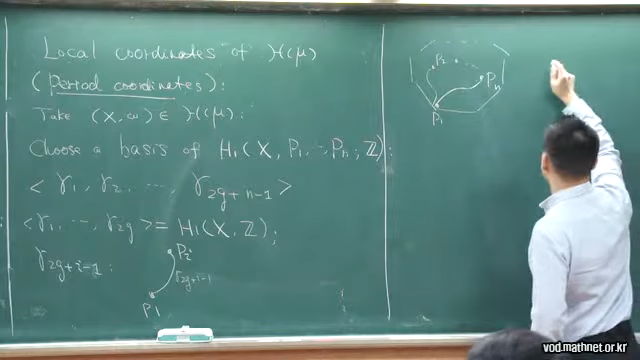 Local coordinates of H(μ)
(Period coordinates):
Take (X, ω) ∈ H(μ):
Choose a basis of H₁(X, P₁, ..., Pₙ; ℤ):
< γ₁, γ₂, ..., γ₂g+n-1 >
< γ₁, ..., γ₂g > = H₁(X, ℤ);
γ₂g+i-1 :
Pᵢ
γ₂g+i-1
P₁
P₂
Pₙ
P₁
vod.mathnet.or.kr